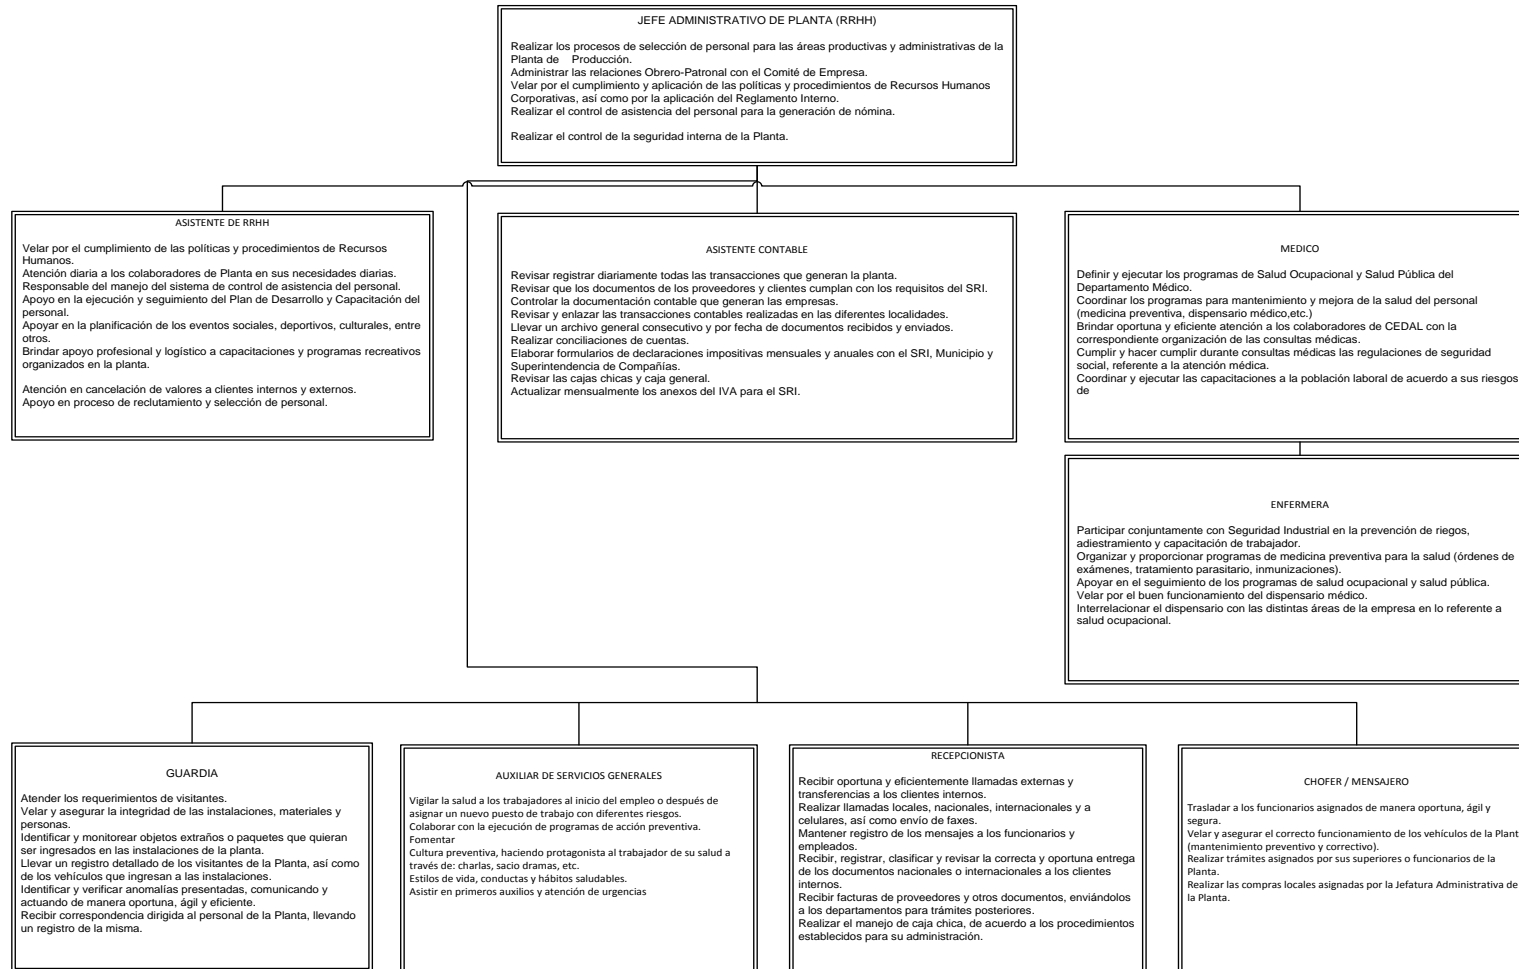 JEFE ADMINISTRATIVO DE PLANTA (RRHH)
Realizar los procesos de selección de personal para las áreas productivas y administrativas de la
Planta de Producción.
Administrar las relaciones Obrero-Patronal con el Comité de Empresa.
Velar por el cumplimiento y aplicación de las políticas y procedimientos de Recursos Humanos
Corporativas, así como por la aplicación del Reglamento Interno.
Realizar el control de asistencia del personal para la generación de nómina.
Realizar el control de la seguridad interna de la Planta.
ASISTENTE DE RRHH
Velar por el cumplimiento de las políticas y procedimientos de Recursos
Humanos.
Atención diaria a los colaboradores de Planta en sus necesidades diarias.
Responsable del manejo del sistema de control de asistencia del personal.
Apoyo en la ejecución y seguimiento del Plan de Desarrollo y Capacitación del
personal.
Apoyar en la planificación de los eventos sociales, deportivos, culturales, entre
otros.
Brindar apoyo profesional y logístico a capacitaciones y programas recreativos
organizados en la planta.
Atención en cancelación de valores a clientes internos y externos.
Apoyo en proceso de reclutamiento y selección de personal.
ASISTENTE CONTABLE
Revisar registrar diariamente todas las transacciones que generan la planta.
Revisar que los documentos de los proveedores y clientes cumplan con los requisitos del SRI.
Controlar la documentación contable que generan las empresas.
Revisar y enlazar las transacciones contables realizadas en las diferentes localidades.
Llevar un archivo general consecutivo y por fecha de documentos recibidos y enviados.
Realizar conciliaciones de cuentas.
Elaborar formularios de declaraciones impositivas mensuales y anuales con el SRI, Municipio y
Superintendencia de Compañías.
Revisar las cajas chicas y caja general.
Actualizar mensualmente los anexos del IVA para el SRI.
MEDICO
Definir y ejecutar los programas de Salud Ocupacional y Salud Pública del
Departamento Médico.
Coordinar los programas para mantenimiento y mejora de la salud del personal
(medicina preventiva, dispensario médico,etc.)
Brindar oportuna y eficiente atención a los colaboradores de CEDAL con la
correspondiente organización de las consultas médicas.
Cumplir y hacer cumplir durante consultas médicas las regulaciones de seguridad
social, referente a la atención médica.
Coordinar y ejecutar las capacitaciones a la población laboral de acuerdo a sus riesgos
de
ENFERMERA
Participar conjuntamente con Seguridad Industrial en la prevención de riegos,
adiestramiento y capacitación de trabajador.
Organizar y proporcionar programas de medicina preventiva para la salud (órdenes de
exámenes, tratamiento parasitario, inmunizaciones).
Apoyar en el seguimiento de los programas de salud ocupacional y salud pública.
Velar por el buen funcionamiento del dispensario médico.
Interrelacionar el dispensario con las distintas áreas de la empresa en lo referente a
salud ocupacional.
GUARDIA
Atender los requerimientos de visitantes.
Velar y asegurar la integridad de las instalaciones, materiales y
personas.
Identificar y monitorear objetos extraños o paquetes que quieran
ser ingresados en las instalaciones de la planta.
Llevar un registro detallado de los visitantes de la Planta, así como
de los vehículos que ingresan a las instalaciones.
Identificar y verificar anomalías presentadas, comunicando y
actuando de manera oportuna, ágil y eficiente.
Recibir correspondencia dirigida al personal de la Planta, llevando
un registro de la misma.
AUXILIAR DE SERVICIOS GENERALES
Vigilar la salud a los trabajadores al inicio del empleo o después de
asignar un nuevo puesto de trabajo con diferentes riesgos.
Colaborar con la ejecución de programas de acción preventiva.
Fomentar
Cultura preventiva, haciendo protagonista al trabajador de su salud a
través de: charlas, sacio dramas, etc.
Estilos de vida, conductas y hábitos saludables.
Asistir en primeros auxilios y atención de urgencias
RECEPCIONISTA
Recibir oportuna y eficientemente llamadas externas y
transferencias a los clientes internos.
Realizar llamadas locales, nacionales, internacionales y a
celulares, así como envío de faxes.
Mantener registro de los mensajes a los funcionarios y
empleados.
Recibir, registrar, clasificar y revisar la correcta y oportuna entrega
de los documentos nacionales o internacionales a los clientes
internos.
Recibir facturas de proveedores y otros documentos, enviándolos
a los departamentos para trámites posteriores.
Realizar el manejo de caja chica, de acuerdo a los procedimientos
establecidos para su administración.
CHOFER / MENSAJERO
Trasladar a los funcionarios asignados de manera oportuna, ágil y
segura.
Velar y asegurar el correcto funcionamiento de los vehículos de la Plant
(mantenimiento preventivo y correctivo).
Realizar trámites asignados por sus superiores o funcionarios de la
Planta.
Realizar las compras locales asignadas por la Jefatura Administrativa de
la Planta.